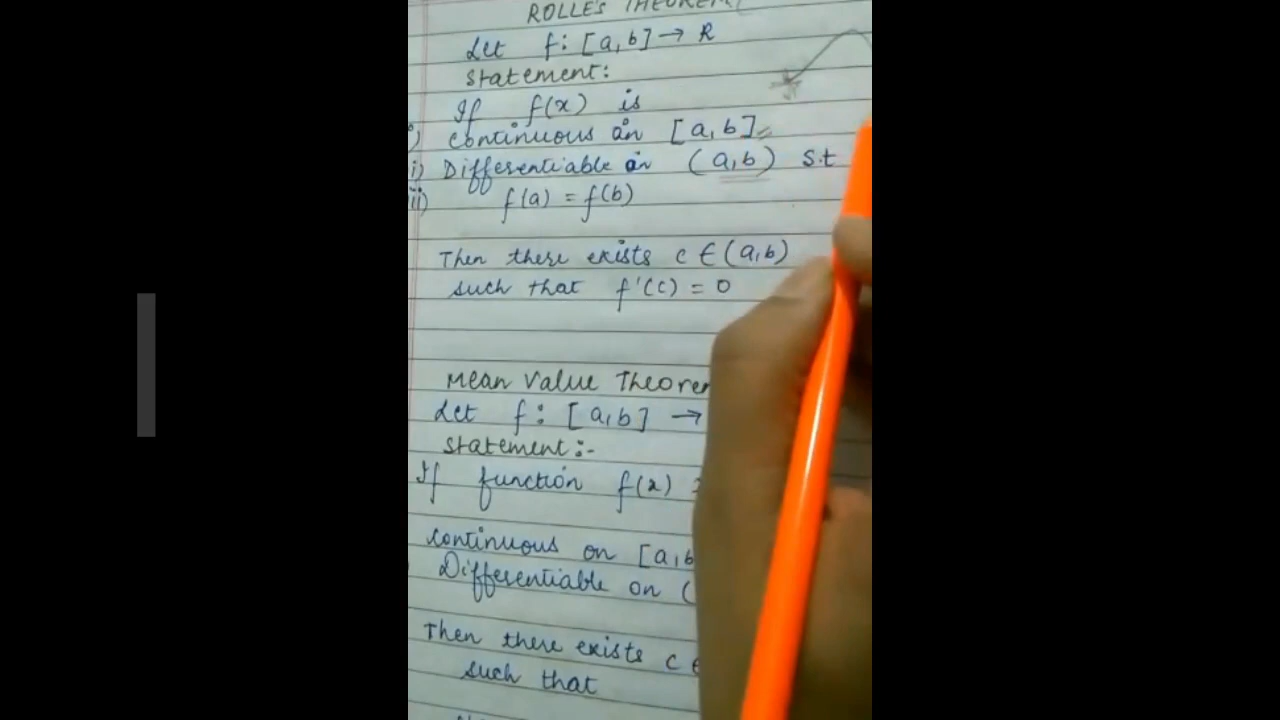 ROLLE'S THEOREM
Let f: [a,b] → R
Statement:
If f(x) is
i) Continuous on [a,b]
i) Differentiable on (a,b) s.t
ii) f(a) = f(b)
Then there exists c ∈ (a,b)
such that f'(c) = 0
Mean Value Theorem
Let f: [a,b] →
Statement:-
If function f(x)
Continuous on [a,b
Differentiable on (
Then there exists c ∈
such that